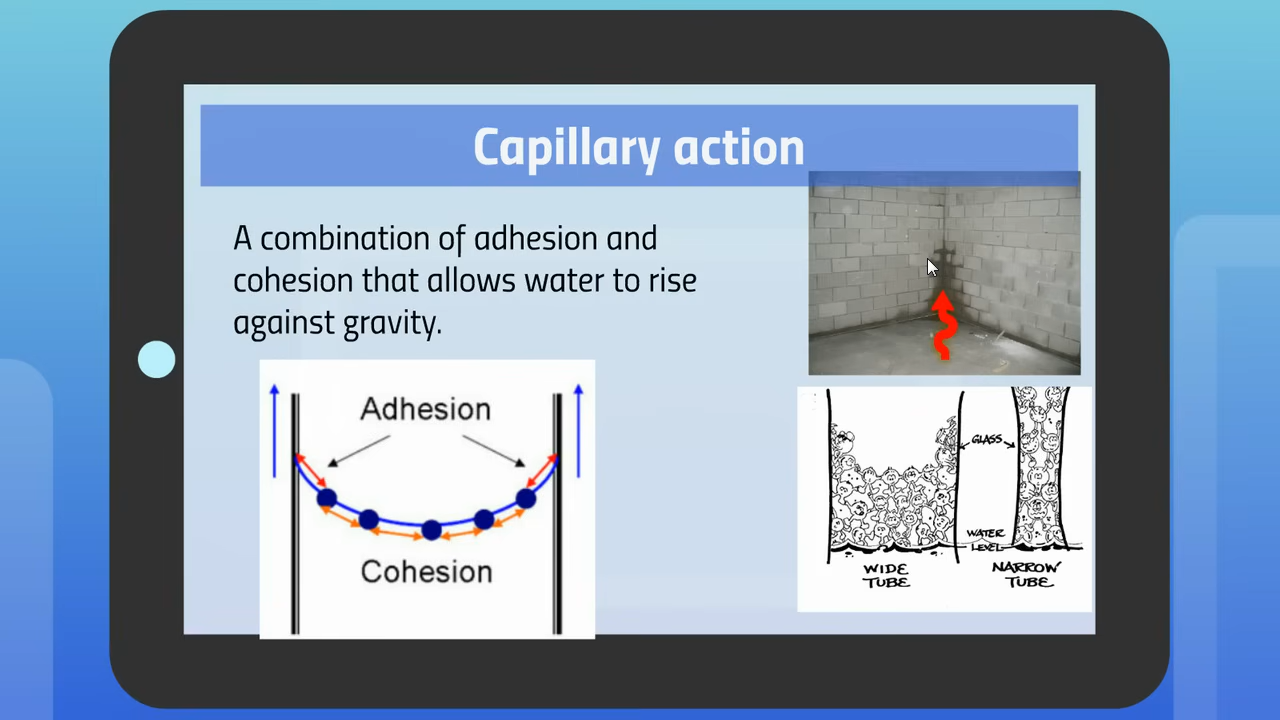 Capillary action
A combination of adhesion and
cohesion that allows water to rise
against gravity.
Adhesion
Cohesion
GLASS
WATER
LEVEL
WIDE
TUBE
NARROW
TUBE